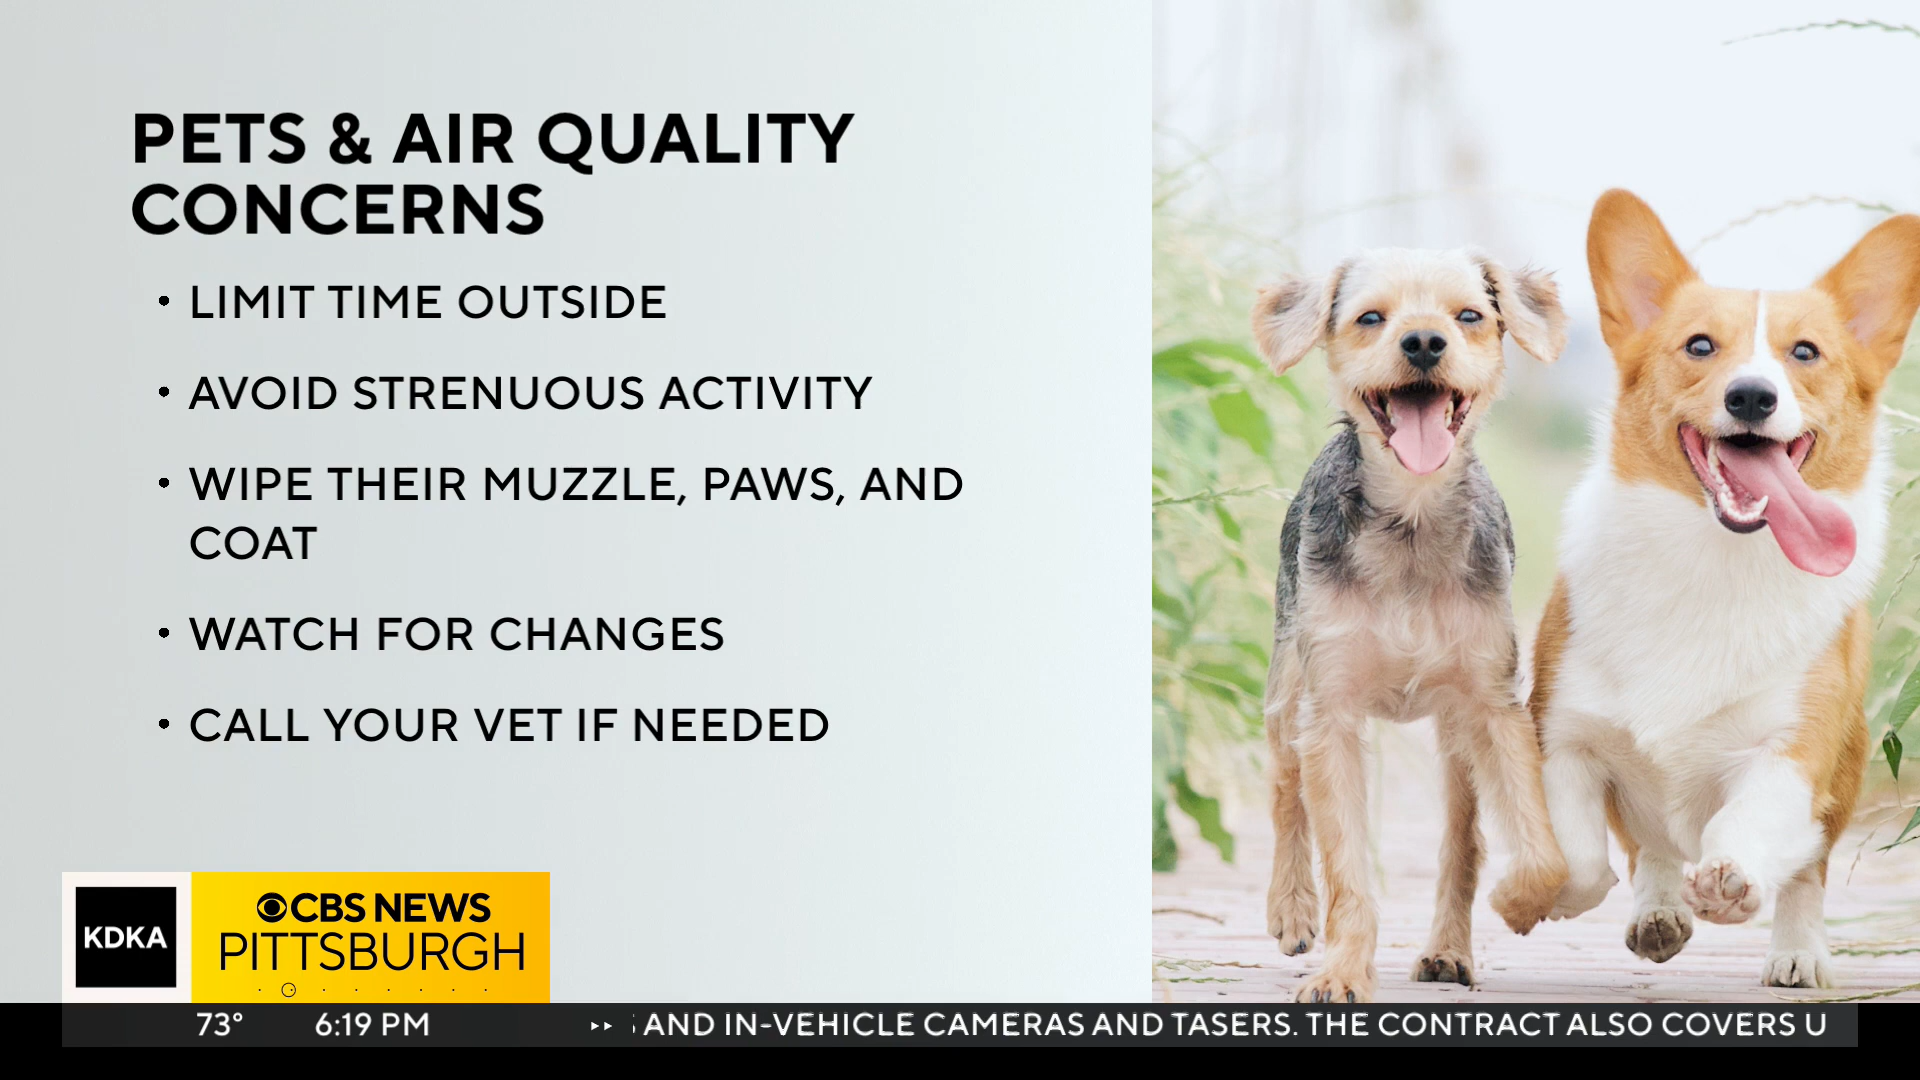 PETS & AIR QUALITY
CONCERNS
• LIMIT TIME OUTSIDE
• AVOID STRENUOUS ACTIVITY
• WIPE THEIR MUZZLE, PAWS, AND
COAT
• WATCH FOR CHANGES
• CALL YOUR VET IF NEEDED
KDKA
CBS NEWS
PITTSBURGH
73° 6:19 PM AND IN-VEHICLE CAMERAS AND TASERS. THE CONTRACT ALSO COVERS U